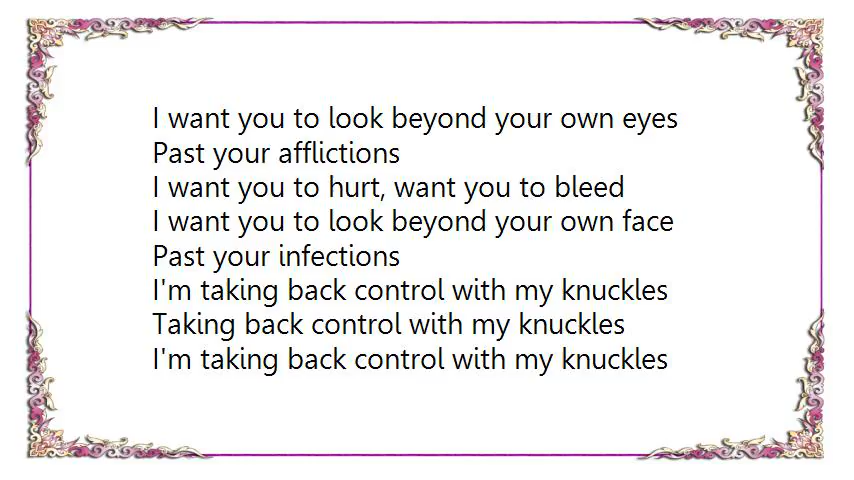 I want you to look beyond your own eyes
Past your afflictions
I want you to hurt, want you to bleed
I want you to look beyond your own face
Past your infections
I'm taking back control with my knuckles
Taking back control with my knuckles
I'm taking back control with my knuckles